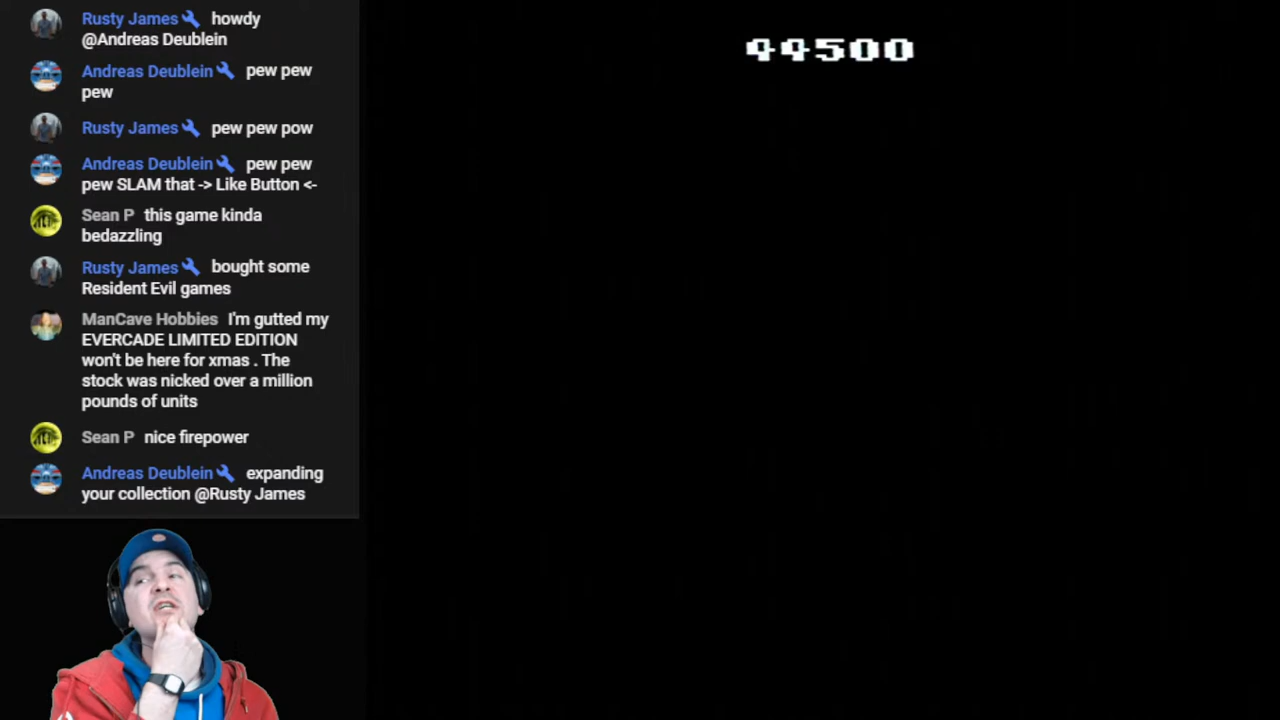 Rusty James howdy
@Andreas Deublein
Andreas Deublein pew pew
pew
Rusty James pew pew pow
Andreas Deublein pew pew
pew SLAM that -> Like Button <-
Sean P this game kinda
bedazzling
Rusty James bought some
Resident Evil games
ManCave Hobbies I'm gutted my
EVERCADE LIMITED EDITION
won't be here for xmas . The
stock was nicked over a million
pounds of units
Sean P nice firepower
Andreas Deublein expanding
your collection @Rusty James
44500